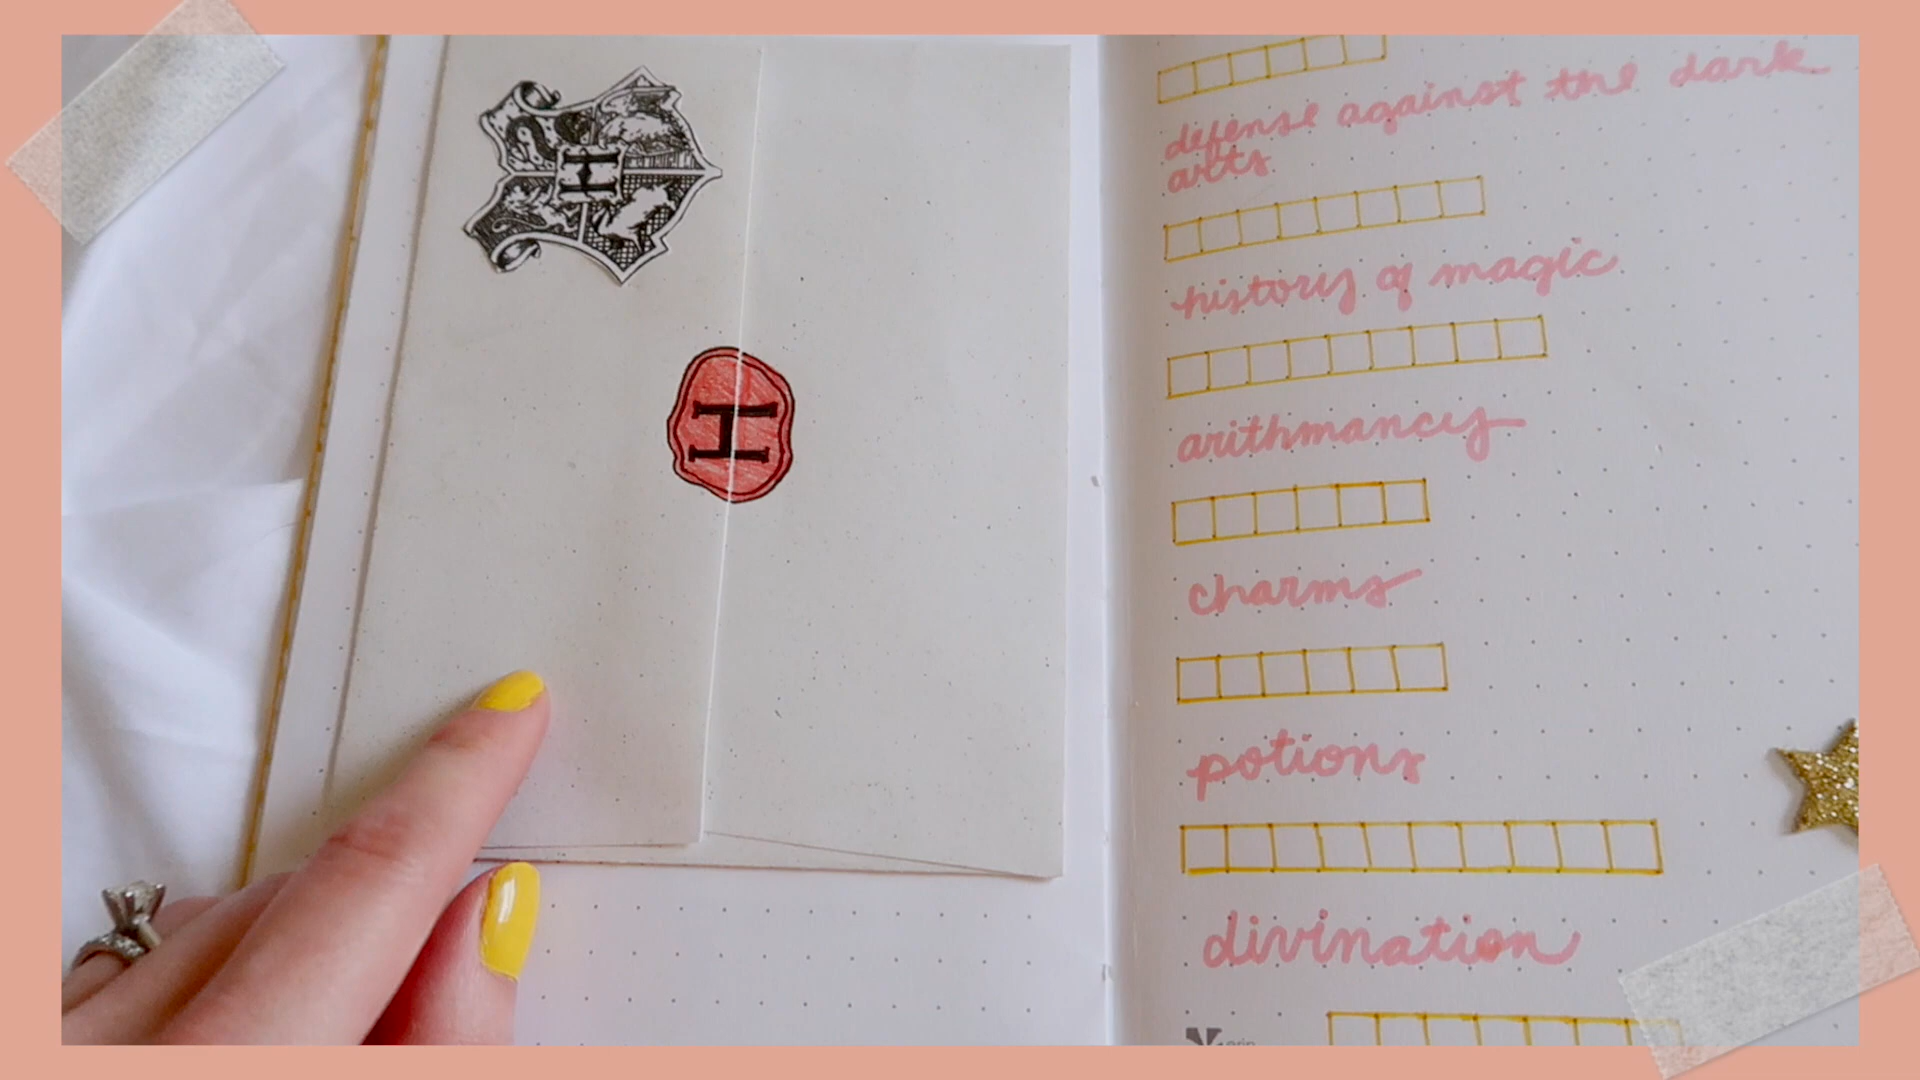 H
H
defense against the dark
arts
history of magic
arithmancy
charms
potions
divination